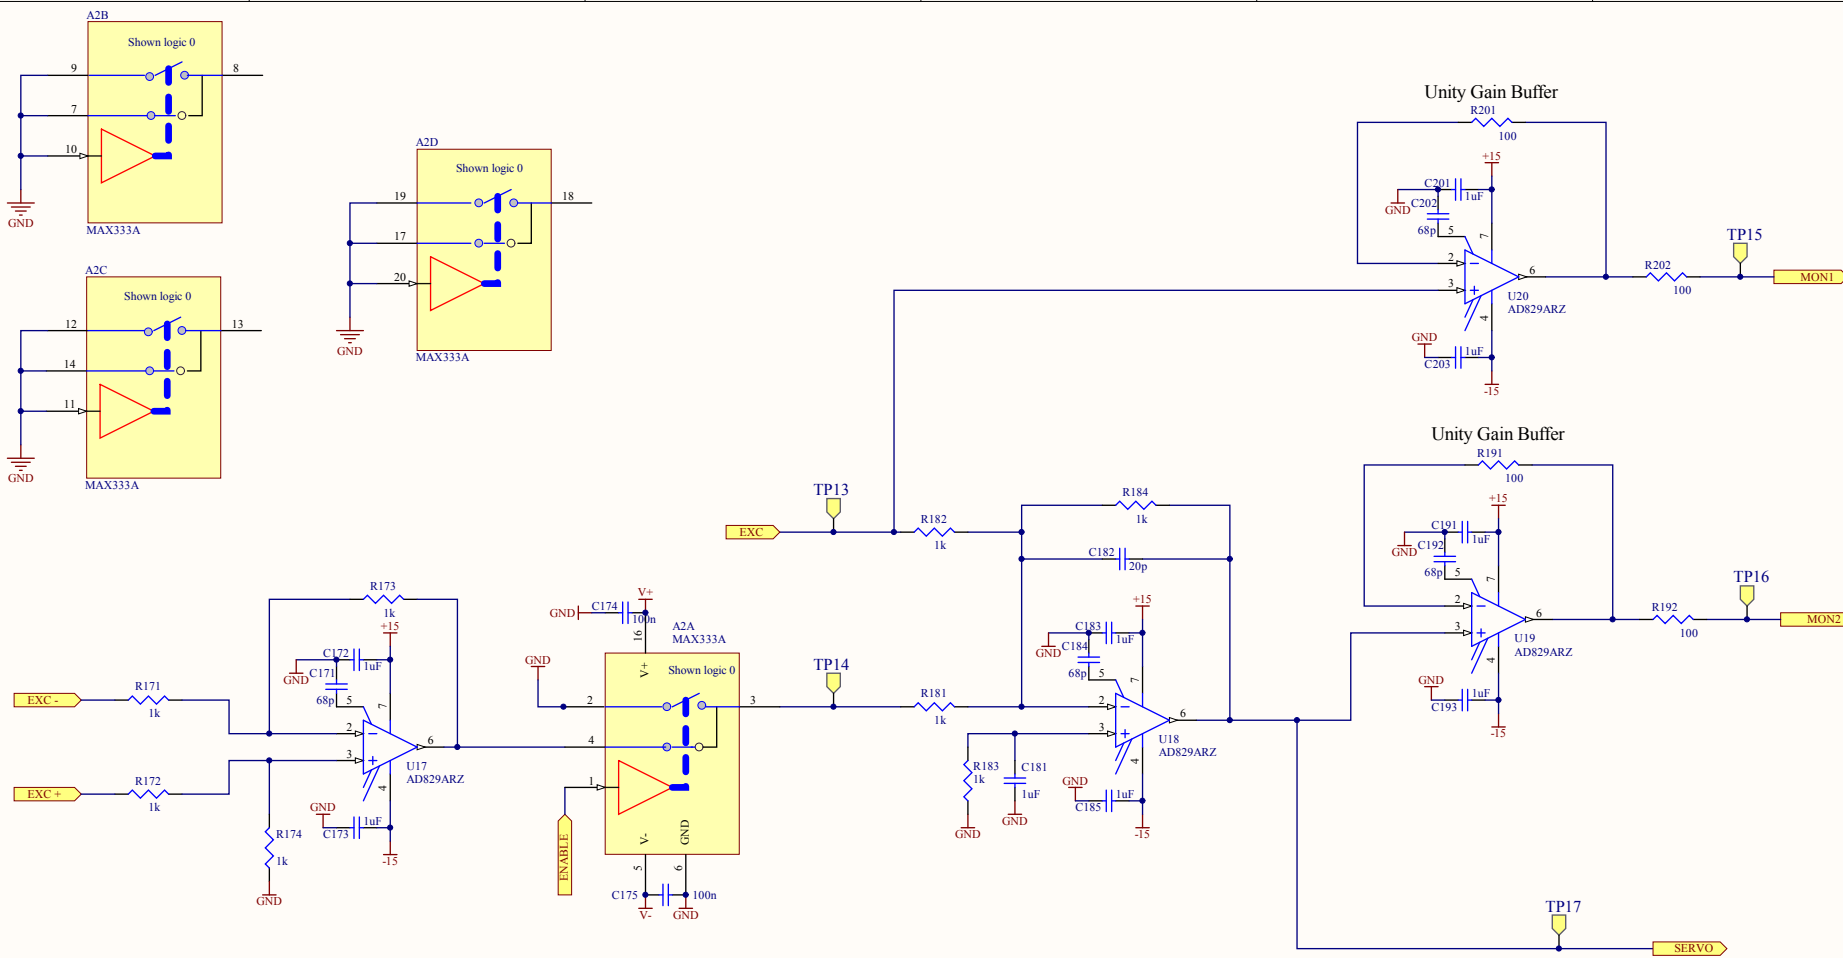 A2B
Shown logic 0
9
8
7
10
GND
MAX333A
A2C
Shown logic 0
12
13
14
11
GND
MAX333A
A2D
Shown logic 0
19
18
17
20
GND
MAX333A
Unity Gain Buffer
R201
100
+15
C201
1uF
GND
C202
68p
5
7
2
3
6
4
U20
AD829ARZ
GND
1uF
C203
-15
R202
100
TP15
MON1
Unity Gain Buffer
R191
100
+15
C191
1uF
GND
C192
68p
5
7
2
3
6
4
U19
AD829ARZ
GND
1uF
C193
-15
R192
100
TP16
MON2
TP13
EXC
R182
1k
R184
1k
C182
20p
+15
C183
1uF
GND
C184
68p
5
7
2
3
6
4
U18
AD829ARZ
R183
1k
GND
C181
1uF
GND
GND
1uF
C185
-15
TP14
R181
1k
R173
1k
+15
C172
1uF
GND
C171
68p
5
7
2
3
6
4
U17
AD829ARZ
EXC -
R171
1k
EXC +
R172
1k
R174
1k
GND
GND
1uF
C173
-15
V+
GND
C174
100n
16
A2A
MAX333A
V+
Shown logic 0
GND
2
3
4
1
ENABLE
V-
GND
5
6
C175
100n
V-
GND
TP17
SERVO